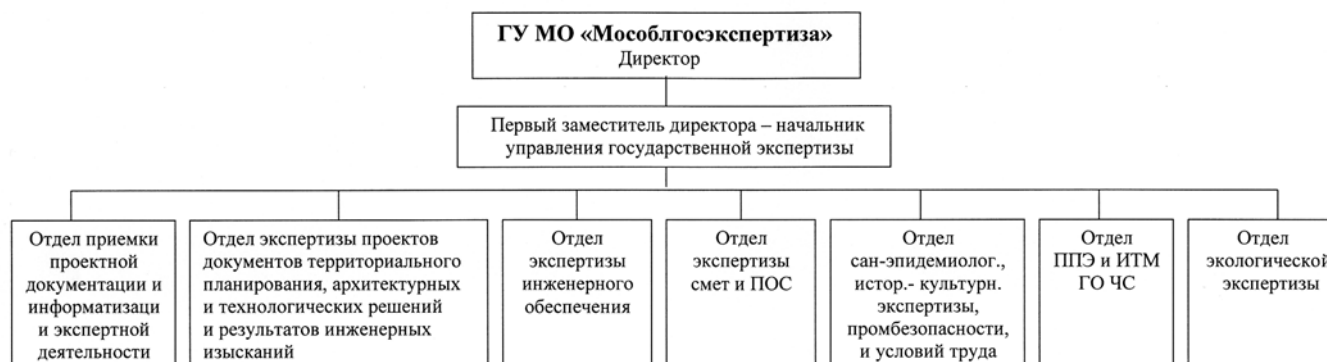 ГУ МО «Мособлгосэкспертиза»
Директор
Первый заместитель директора – начальник
управления государственной экспертизы
Отдел приемки
проектной
документации и
информатизаци
и экспертной
деятельности
Отдел экспертизы проектов
документов территориального
планирования, архитектурных
и технологических решений
и результатов инженерных
изысканий
Отдел
экспертизы
инженерного
обеспечения
Отдел
экспертизы
смет и ПОС
Отдел
сан-эпидемиолог.,
истор.- культурн.
экспертизы,
промбезопасности,
и условий труда
Отдел
ППЭ и ИТМ
ГО ЧС
Отдел
экологической
экспертизы